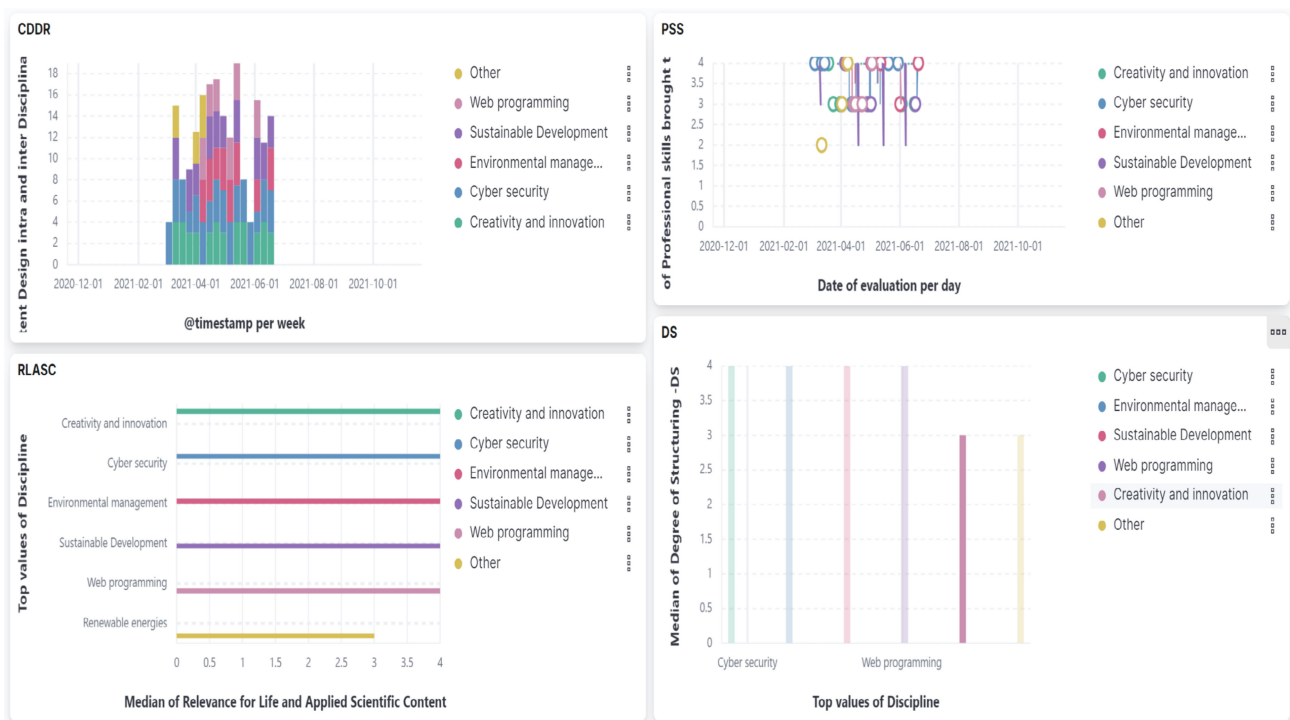 CDDR
:ent Design intra and inter Disciplina
18
16
14
12
10
8
6
4
2
0
2020-12-01
2021-02-01
2021-04-01
2021-06-01
2021-08-01
2021-10-01
@timestamp per week
Other
Web programming
Sustainable Development
Environmental manage...
Cyber security
Creativity and innovation
PSS
of Professional skills brought t
4
3.5
3
2.5
2
1.5
1
0.5
0
2020-12-01
2021-02-01
2021-04-01
2021-06-01
2021-08-01
2021-10-01
Date of evaluation per day
Creativity and innovation
Cyber security
Environmental manage...
Sustainable Development
Web programming
Other
RLASC
Top values of Discipline
Creativity and innovation
Cyber security
Environmental management
Sustainable Development
Web programming
Renewable energies
0
0.5
1
1.5
2
2.5
3
3.5
4
Median of Relevance for Life and Applied Scientific Content
Creativity and innovation
Cyber security
Environmental manage...
Sustainable Development
Web programming
Other
DS
Median of Degree of Structuring -DS
4
3.5
3
2.5
2
1.5
1
0.5
0
Cyber security
Web programming
Top values of Discipline
Cyber security
Environmental manage...
Sustainable Development
Web programming
Creativity and innovation
Other